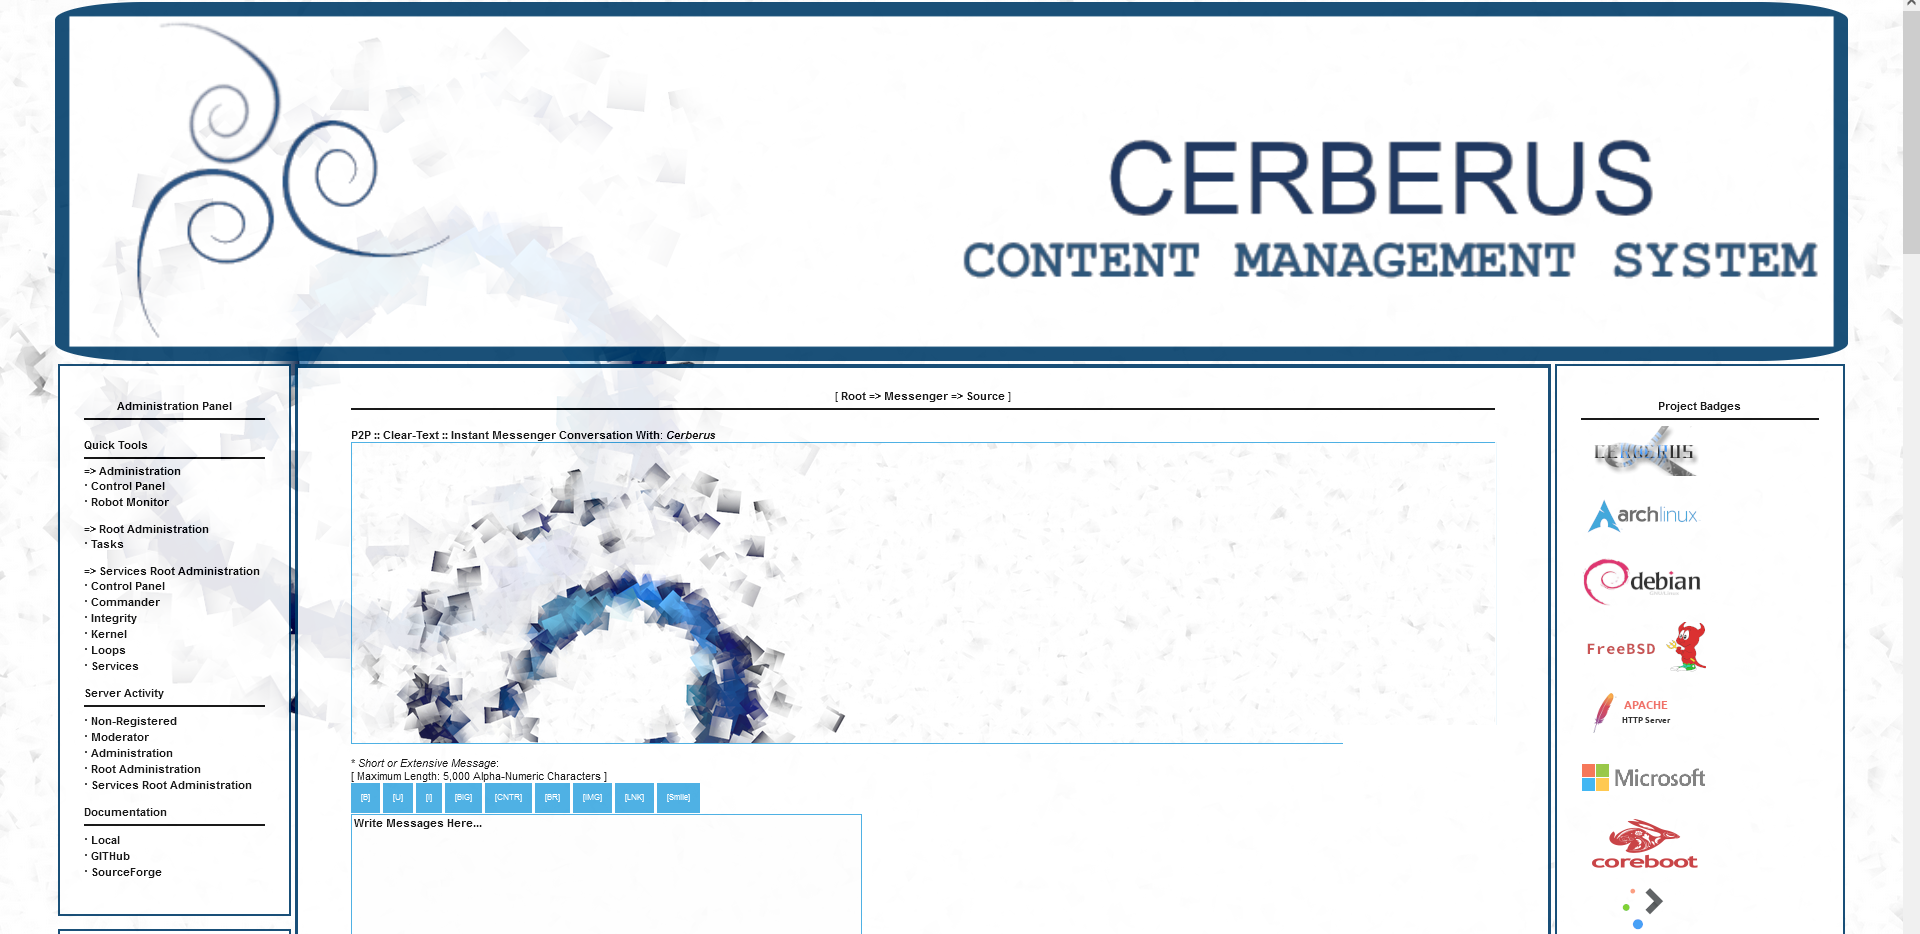 CERBERUS
CONTENT MANAGEMENT SYSTEM
Administration Panel
Quick Tools
=> Administration
· Control Panel
· Robot Monitor
=> Root Administration
· Tasks
=> Services Root Administration
· Control Panel
· Commander
· Integrity
· Kernel
· Loops
· Services
Server Activity
· Non-Registered
· Moderator
· Administration
· Root Administration
· Services Root Administration
Documentation
· Local
· GITHub
· SourceForge
[ Root => Messenger => Source ]
P2P :: Clear-Text :: Instant Messenger Conversation With: Cerberus
* Short or Extensive Message:
[ Maximum Length: 5,000 Alpha-Numeric Characters ]
[B] [U] [I] [BIG] [CNTR] [BR] [IMG] [LNK] [Smile]
Write Messages Here...
Project Badges
CERBERUS
archlinux
debian
FreeBSD
APACHE
HTTP Server
Microsoft
coreboot